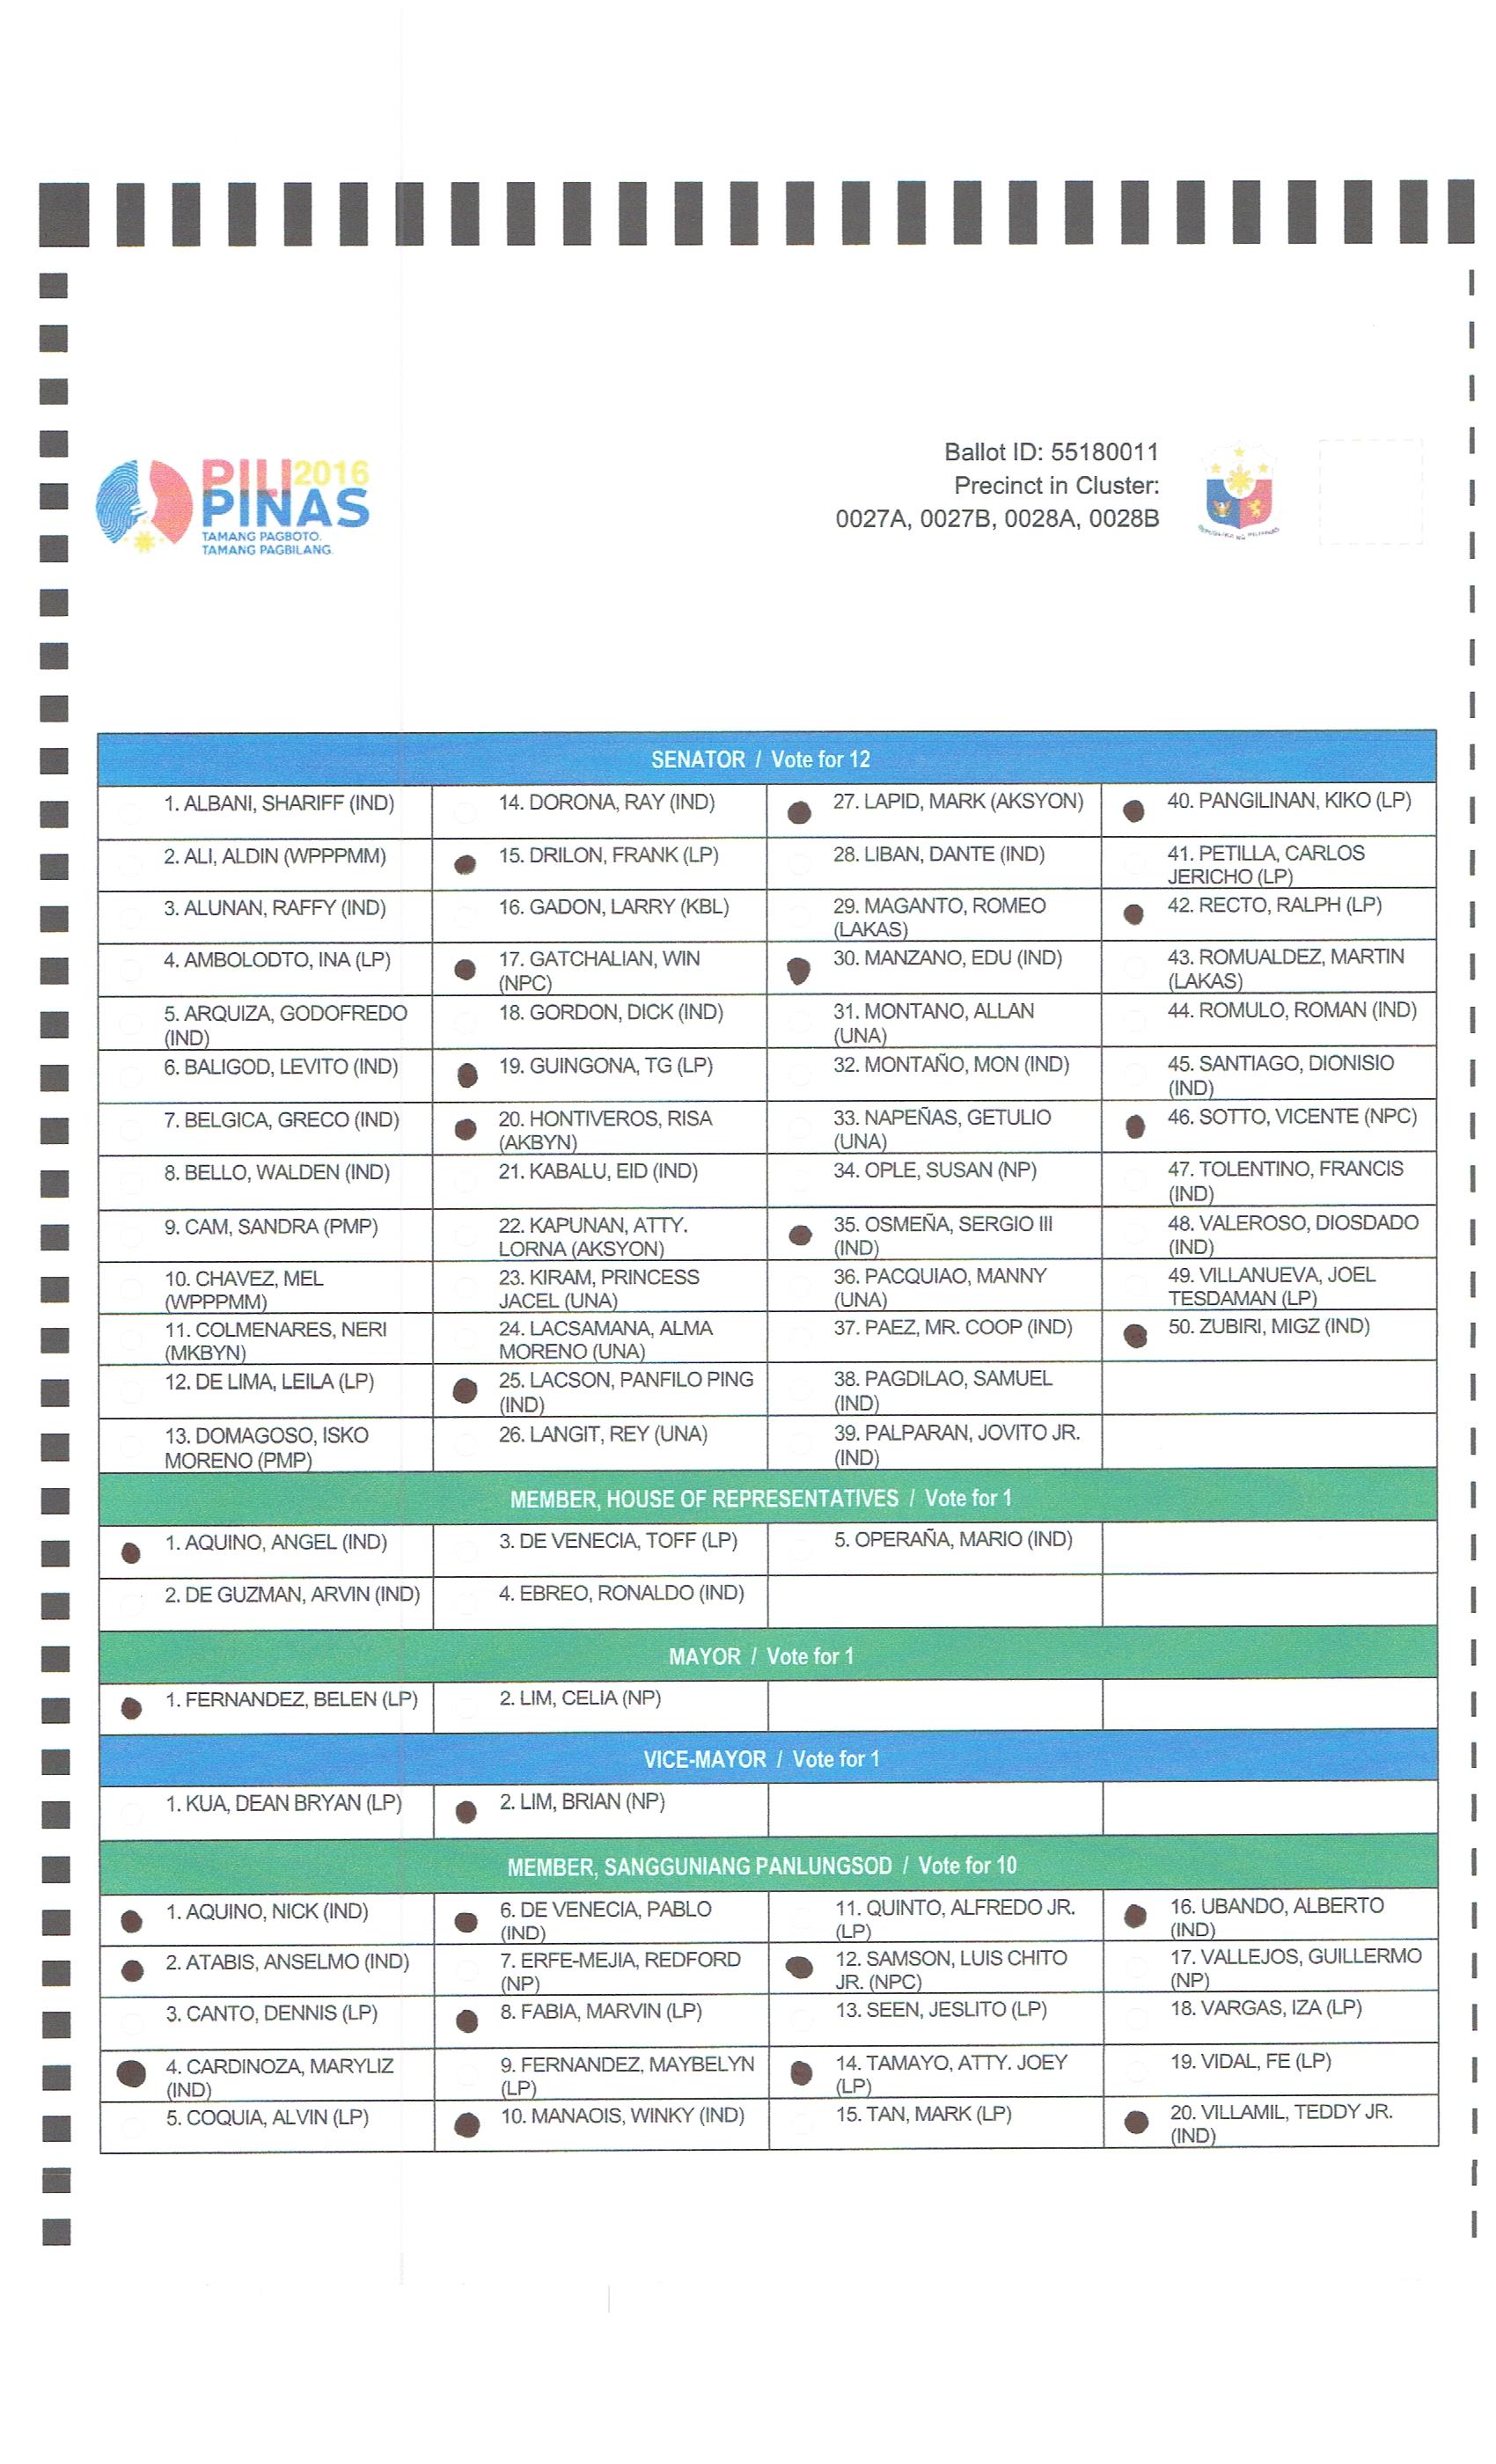 PILI 2016
PINAS
TAMANG PAGBOTO.
TAMANG PAGBILANG.
Ballot ID: 55180011
Precinct in Cluster:
0027A, 0027B, 0028A, 0028B
REPUBLIKA NG PILIPINAS
SENATOR / Vote for 12
1. ALBANI, SHARIFF (IND)
2. ALI, ALDIN (WPPPMM)
3. ALUNAN, RAFFY (IND)
4. AMBOLODTO, INA (LP)
5. ARQUIZA, GODOFREDO
(IND)
6. BALIGOD, LEVITO (IND)
7. BELGICA, GRECO (IND)
8. BELLO, WALDEN (IND)
9. CAM, SANDRA (PMP)
10. CHAVEZ, MEL
(WPPPMM)
11. COLMENARES, NERI
(MKBYN)
12. DE LIMA, LEILA (LP)
13. DOMAGOSO, ISKO
MORENO (PMP)
14. DORONA, RAY (IND)
15. DRILON, FRANK (LP)
16. GADON, LARRY (KBL)
17. GATCHALIAN, WIN
(NPC)
18. GORDON, DICK (IND)
19. GUINGONA, TG (LP)
20. HONTIVEROS, RISA
(AKBYN)
21. KABALU, EID (IND)
22. KAPUNAN, ATTY.
LORNA (AKSYON)
23. KIRAM, PRINCESS
JACEL (UNA)
24. LACSAMANA, ALMA
MORENO (UNA)
25. LACSON, PANFILO PING
(IND)
26. LANGIT, REY (UNA)
27. LAPID, MARK (AKSYON)
28. LIBAN, DANTE (IND)
29. MAGANTO, ROMEO
(LAKAS)
30. MANZANO, EDU (IND)
31. MONTANO, ALLAN
(UNA)
32. MONTAÑO, MON (IND)
33. NAPEÑAS, GETULIO
(UNA)
34. OPLE, SUSAN (NP)
35. OSMEÑA, SERGIO III
(IND)
36. PACQUIAO, MANNY
(UNA)
37. PAEZ, MR. COOP (IND)
38. PAGDILAO, SAMUEL
(IND)
39. PALPARAN, JOVITO JR.
(IND)
40. PANGILINAN, KIKO (LP)
41. PETILLA, CARLOS
JERICHO (LP)
42. RECTO, RALPH (LP)
43. ROMUALDEZ, MARTIN
(LAKAS)
44. ROMULO, ROMAN (IND)
45. SANTIAGO, DIONISIO
(IND)
46. SOTTO, VICENTE (NPC)
47. TOLENTINO, FRANCIS
(IND)
48. VALEROSO, DIOSDADO
(IND)
49. VILLANUEVA, JOEL
TESDAMAN (LP)
50. ZUBIRI, MIGZ (IND)
MEMBER, HOUSE OF REPRESENTATIVES / Vote for 1
1. AQUINO, ANGEL (IND)
2. DE GUZMAN, ARVIN (IND)
3. DE VENECIA, TOFF (LP)
4. EBREO, RONALDO (IND)
5. OPERAÑA, MARIO (IND)
MAYOR / Vote for 1
1. FERNANDEZ, BELEN (LP)
2. LIM, CELIA (NP)
VICE-MAYOR / Vote for 1
1. KUA, DEAN BRYAN (LP)
2. LIM, BRIAN (NP)
MEMBER, SANGGUNIANG PANLUNGSOD / Vote for 10
1. AQUINO, NICK (IND)
2. ATABIS, ANSELMO (IND)
3. CANTO, DENNIS (LP)
4. CARDINOZA, MARYLIZ
(IND)
5. COQUIA, ALVIN (LP)
6. DE VENECIA, PABLO
(IND)
7. ERFE-MEJIA, REDFORD
(NP)
8. FABIA, MARVIN (LP)
9. FERNANDEZ, MAYBELYN
(LP)
10. MANAOIS, WINKY (IND)
11. QUINTO, ALFREDO JR.
(LP)
12. SAMSON, LUIS CHITO
JR. (NPC)
13. SEEN, JESLITO (LP)
14. TAMAYO, ATTY. JOEY
(LP)
15. TAN, MARK (LP)
16. UBANDO, ALBERTO
(IND)
17. VALLEJOS, GUILLERMO
(NP)
18. VARGAS, IZA (LP)
19. VIDAL, FE (LP)
20. VILLAMIL, TEDDY JR.
(IND)